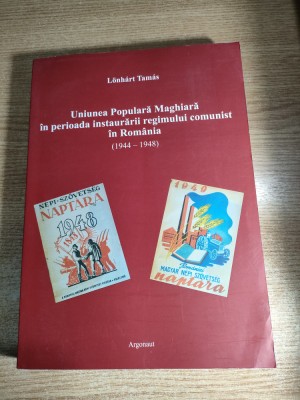 Lönhárt Tamás
Uniunea Populară Maghiară
în perioada instaurării regimului comunist
în România
(1944 – 1948)
NÉPI SZÖVETSÉG
NAPTÁRA
1948
1949
MAGYAR NÉPI SZÖVETSÉG
naptára
Argonaut